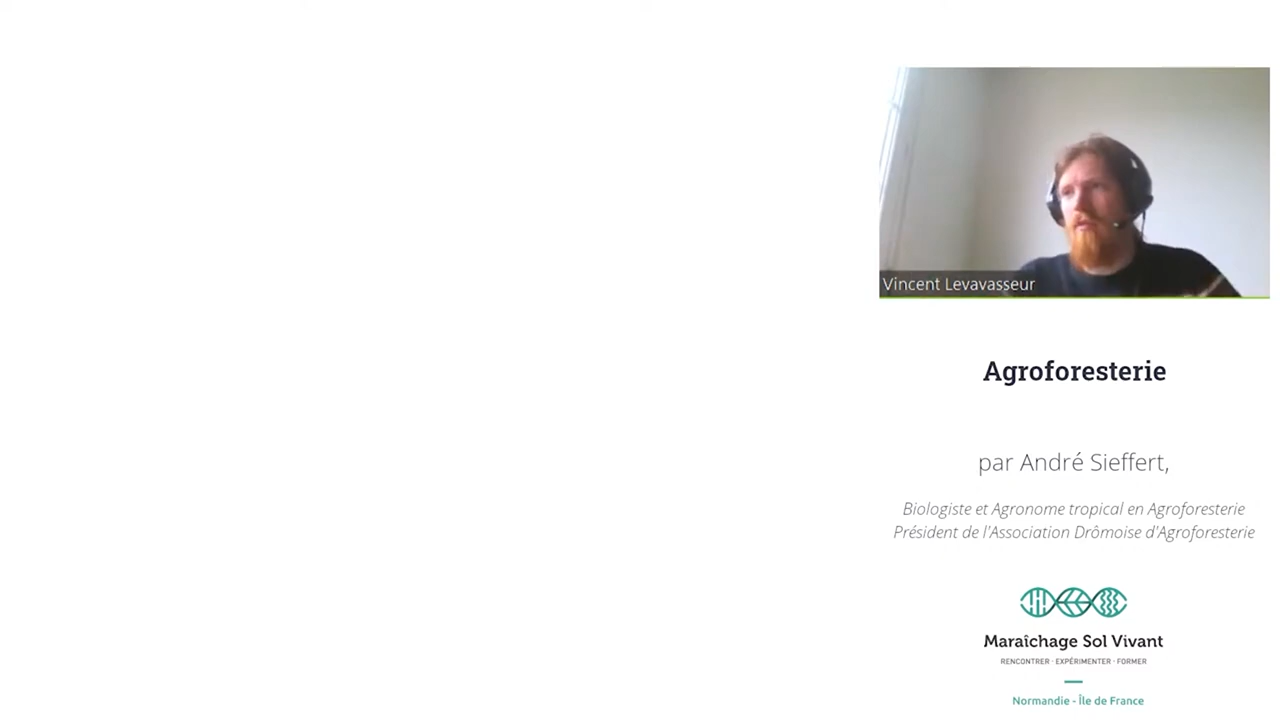 Vincent Levavasseur
Agroforesterie
par André Sieffert,
Biologiste et Agronome tropical en Agroforesterie
Président de l'Association Drômoise d'Agroforesterie
Maraîchage Sol Vivant
RENCONTRER · EXPÉRIMENTER · FORMER
Normandie - Île de France